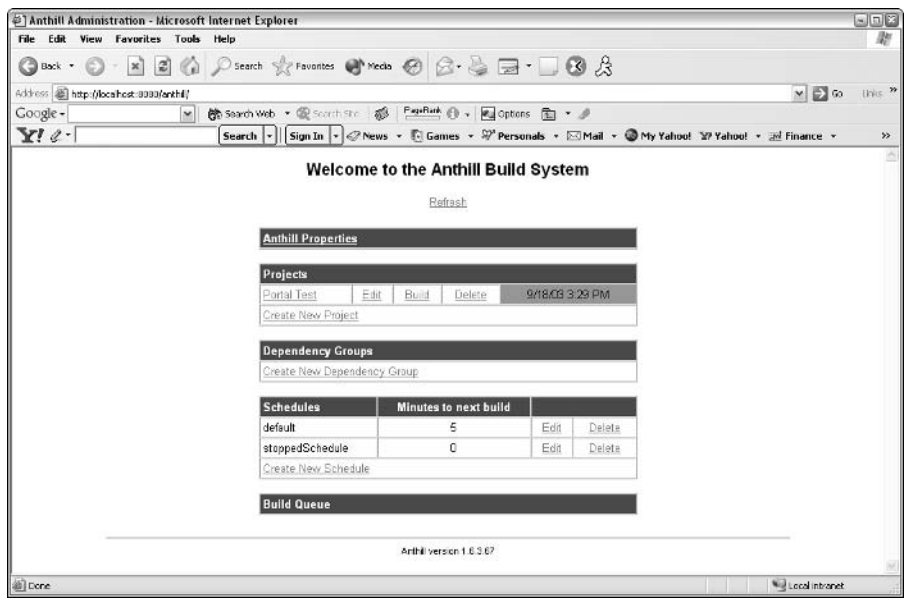 Anthill Administration - Microsoft Internet Explorer
File Edit View Favorites Tools Help
Back Search Favorites Media
Address http://localhost:8080/anthill/ Go Links »
Google Search Web Search Site PageRank Options
Y! Search Sign In News Games Personals Mail My Yahoo! Yahoo! Finance »
Welcome to the Anthill Build System
Refresh
Anthill Properties
Projects
Portal Test Edit Build Delete 9/18/03 3:29 PM
Create New Project
Dependency Groups
Create New Dependency Group
Schedules Minutes to next build
default 5 Edit Delete
stoppedSchedule 0 Edit Delete
Create New Schedule
Build Queue
Anthill version 1.6.3.67
Done Local intranet